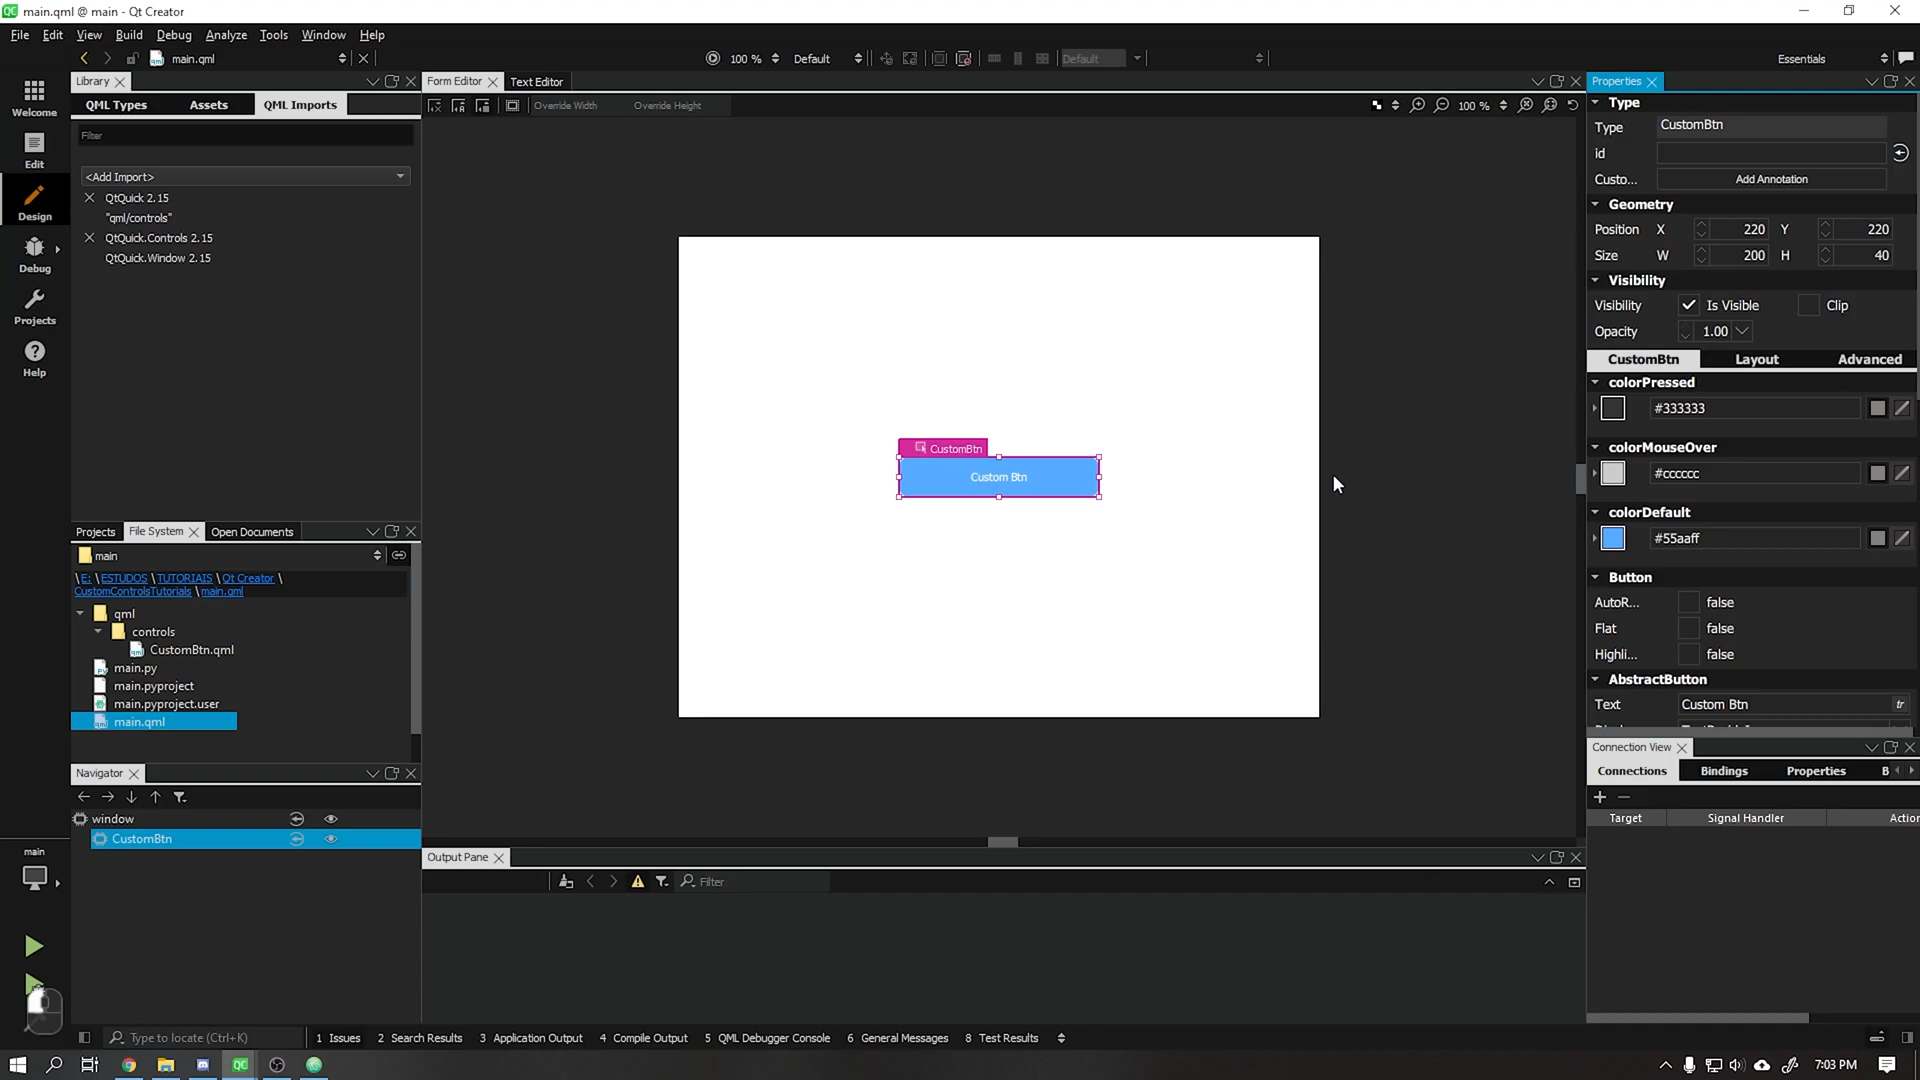 main.qml @ main - Qt Creator
File Edit View Build Debug Analyze Tools Window Help
main.qml
100 %
Default
Default
Essentials
Library
Form Editor
Text Editor
Properties
QML Types
Assets
QML Imports
Override Width
Override Height
100 %
Filter
<Add Import>
QtQuick 2.15
"qml/controls"
QtQuick.Controls 2.15
QtQuick.Window 2.15
Welcome
Edit
Design
Debug
Projects
Help
CustomBtn
Custom Btn
Type
Type CustomBtn
id
Custo... Add Annotation
Geometry
Position X 220 Y 220
Size W 200 H 40
Visibility
Visibility Is Visible Clip
Opacity 1.00
CustomBtn Layout Advanced
colorPressed
#333333
colorMouseOver
#cccccc
colorDefault
#55aaff
Button
AutoR... false
Flat false
Highli... false
AbstractButton
Text Custom Btn tr
Projects
File System
Open Documents
main
\E: \ESTUDOS \TUTORIAIS \Qt Creator \
CustomControlsTutorials \main.qml
qml
controls
CustomBtn.qml
main.py
main.pyproject
main.pyproject.user
main.qml
Navigator
window
CustomBtn
main
Output Pane
Filter
Connection View
Connections Bindings Properties B
Target Signal Handler Actior
Type to locate (Ctrl+K)
1 Issues 2 Search Results 3 Application Output 4 Compile Output 5 QML Debugger Console 6 General Messages 8 Test Results
7:03 PM